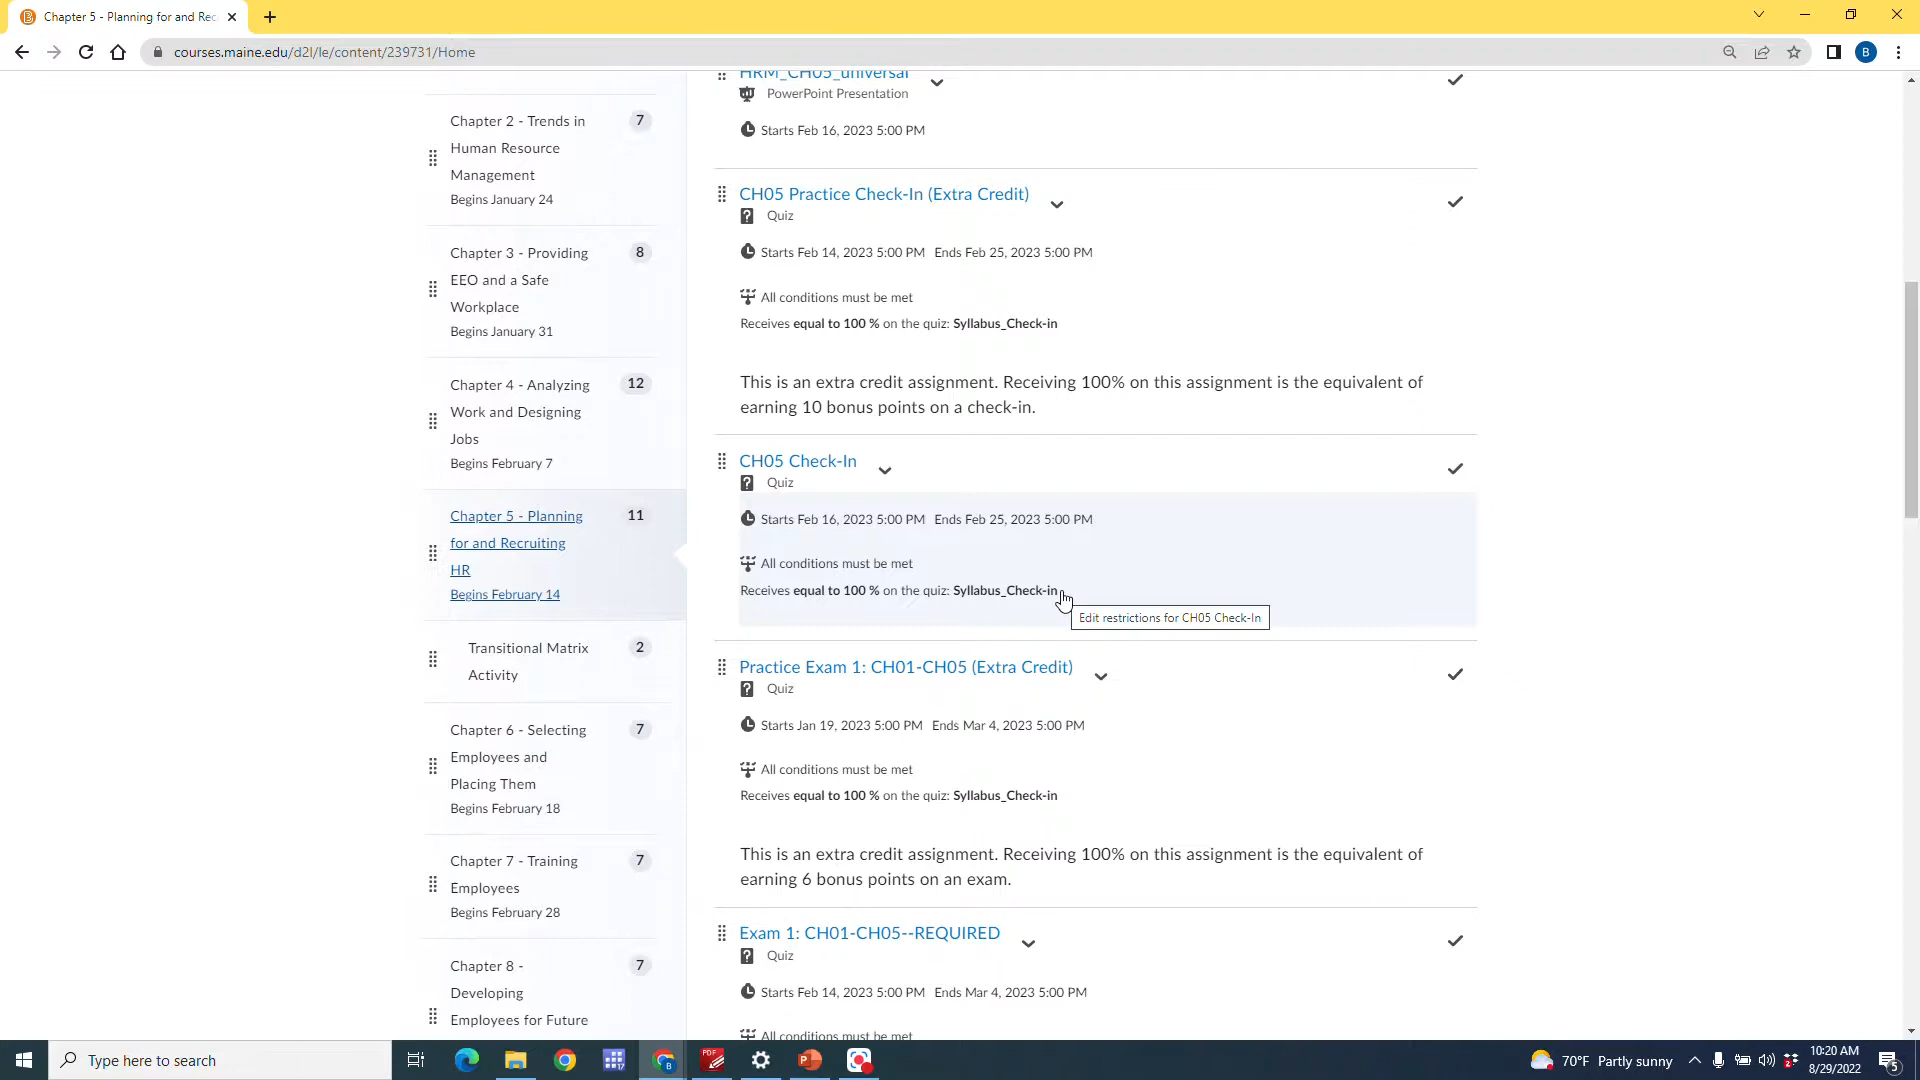 Chapter 5 - Planning for and Rec
courses.maine.edu/d2l/le/content/239731/Home
B
Chapter 2 - Trends in
Human Resource
Management
Begins January 24
7
Chapter 3 - Providing
EEO and a Safe
Workplace
Begins January 31
8
Chapter 4 - Analyzing
Work and Designing
Jobs
Begins February 7
12
Chapter 5 - Planning
for and Recruiting
HR
Begins February 14
11
Transitional Matrix
Activity
2
Chapter 6 - Selecting
Employees and
Placing Them
Begins February 18
7
Chapter 7 - Training
Employees
Begins February 28
7
Chapter 8 -
Developing
Employees for Future
7
HRM_CH05_universal
PowerPoint Presentation
Starts Feb 16, 2023 5:00 PM
CH05 Practice Check-In (Extra Credit)
Quiz
Starts Feb 14, 2023 5:00 PM Ends Feb 25, 2023 5:00 PM
All conditions must be met
Receives equal to 100 % on the quiz: Syllabus_Check-in
This is an extra credit assignment. Receiving 100% on this assignment is the equivalent of
earning 10 bonus points on a check-in.
CH05 Check-In
Quiz
Starts Feb 16, 2023 5:00 PM Ends Feb 25, 2023 5:00 PM
All conditions must be met
Receives equal to 100 % on the quiz: Syllabus_Check-in
Edit restrictions for CH05 Check-In
Practice Exam 1: CH01-CH05 (Extra Credit)
Quiz
Starts Jan 19, 2023 5:00 PM Ends Mar 4, 2023 5:00 PM
All conditions must be met
Receives equal to 100 % on the quiz: Syllabus_Check-in
This is an extra credit assignment. Receiving 100% on this assignment is the equivalent of
earning 6 bonus points on an exam.
Exam 1: CH01-CH05--REQUIRED
Quiz
Starts Feb 14, 2023 5:00 PM Ends Mar 4, 2023 5:00 PM
All conditions must be met
Type here to search
70°F Partly sunny
10:20 AM
8/29/2022
5